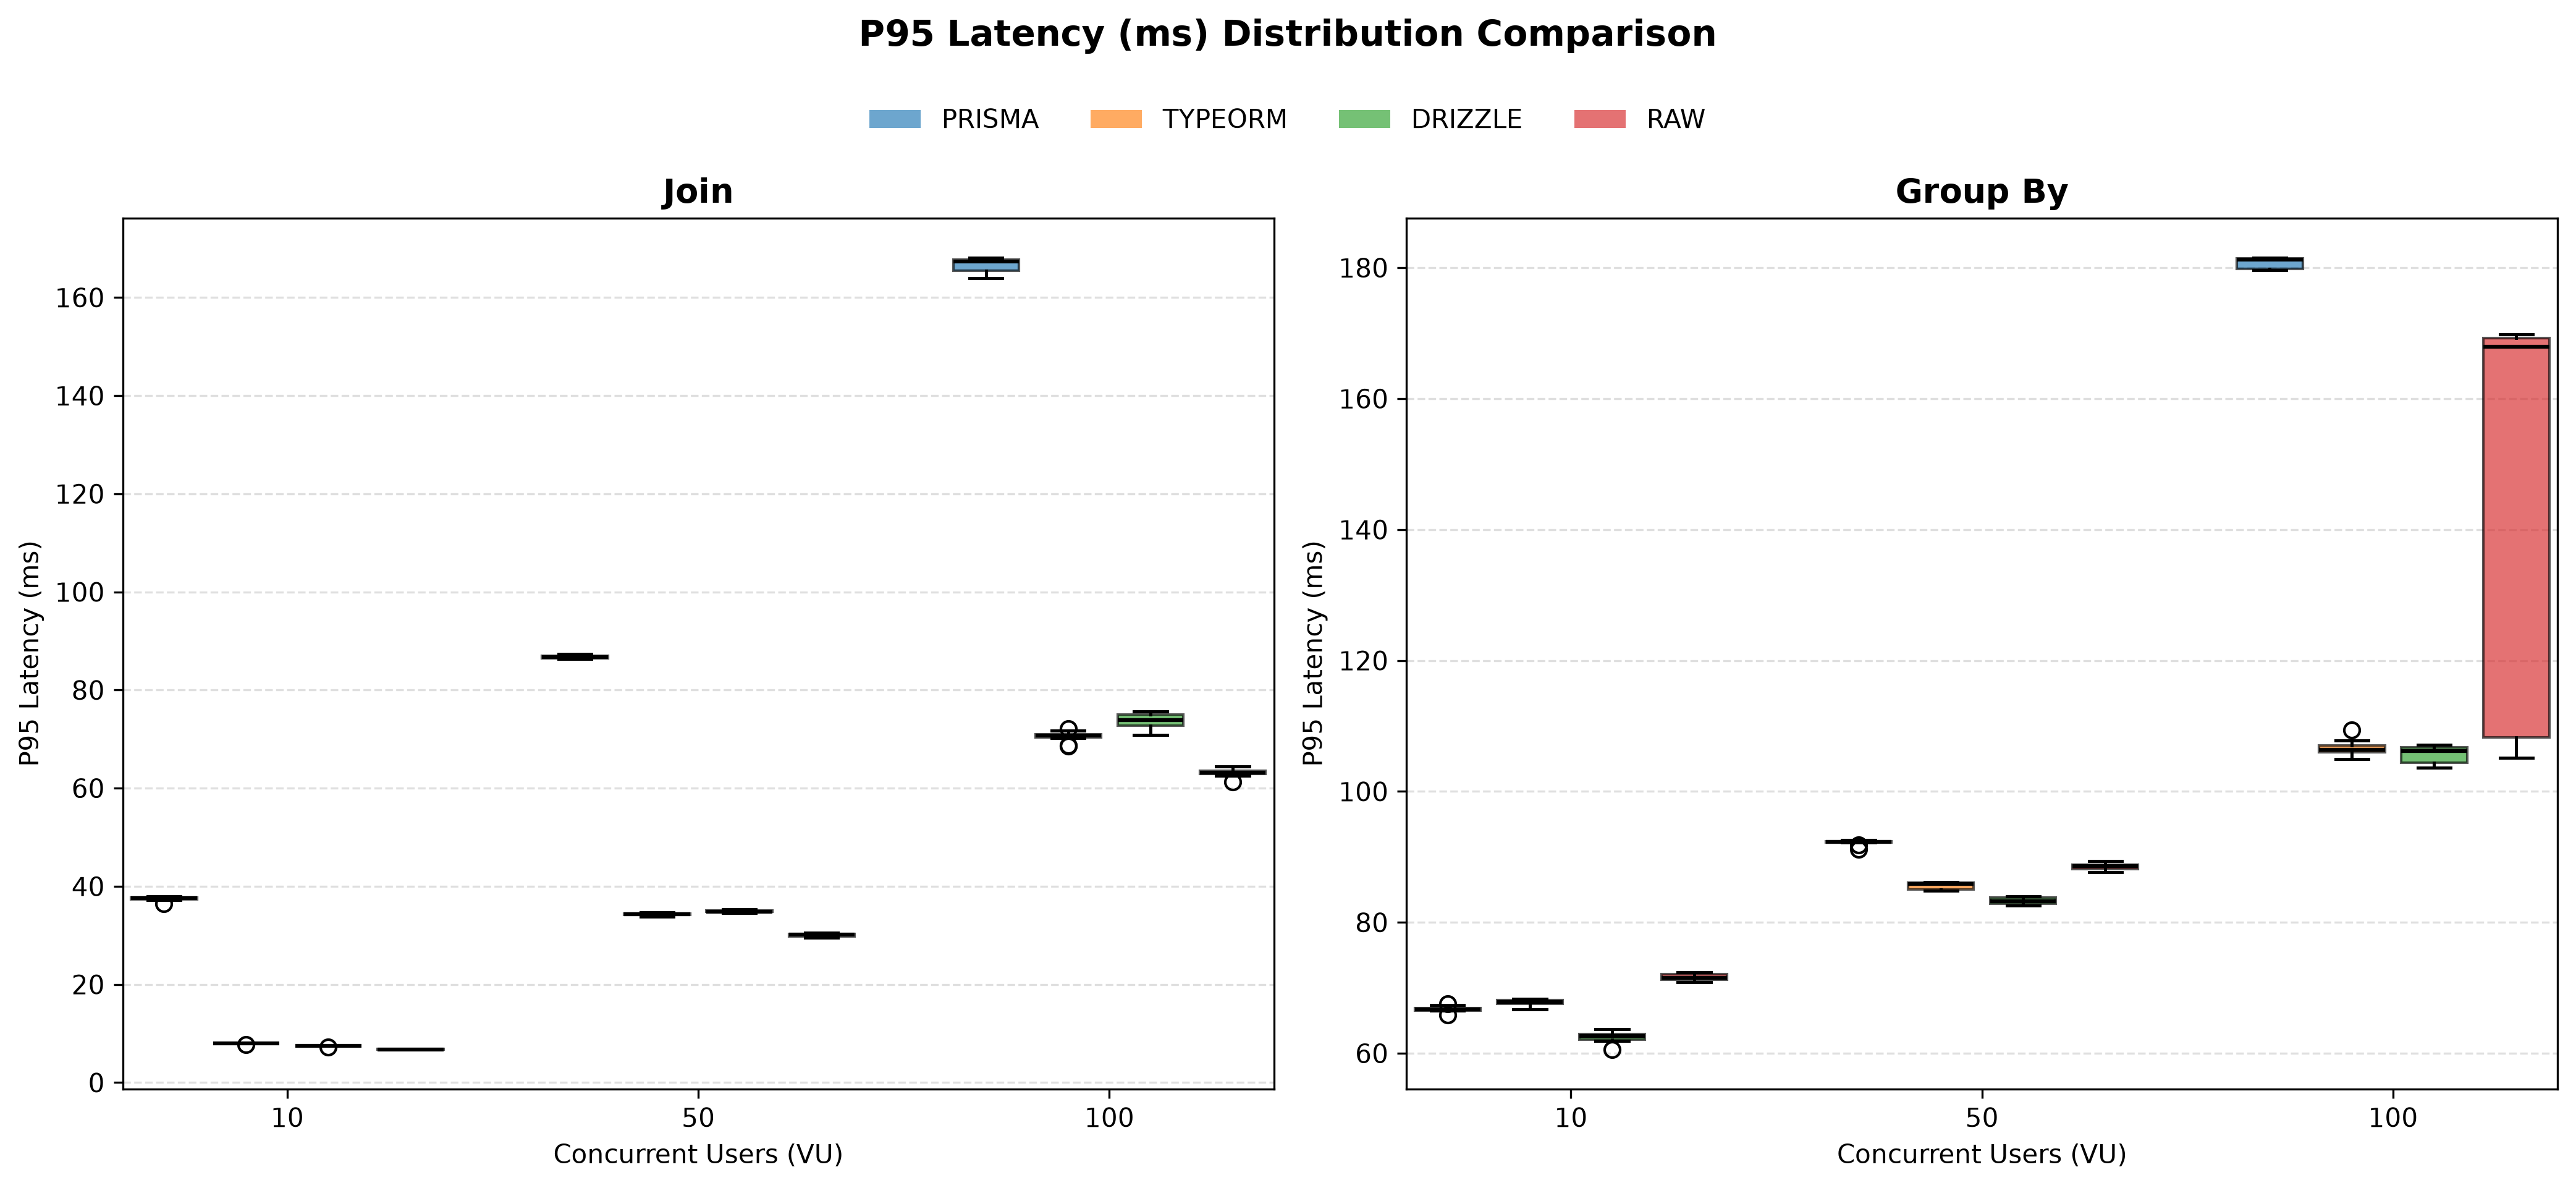 P95 Latency (ms) Distribution Comparison
PRISMA TYPEORM DRIZZLE RAW
Join
P95 Latency (ms)
160
140
120
100
80
60
40
20
0
10 50 100
Concurrent Users (VU)
Group By
P95 Latency (ms)
180
160
140
120
100
80
60
10 50 100
Concurrent Users (VU)